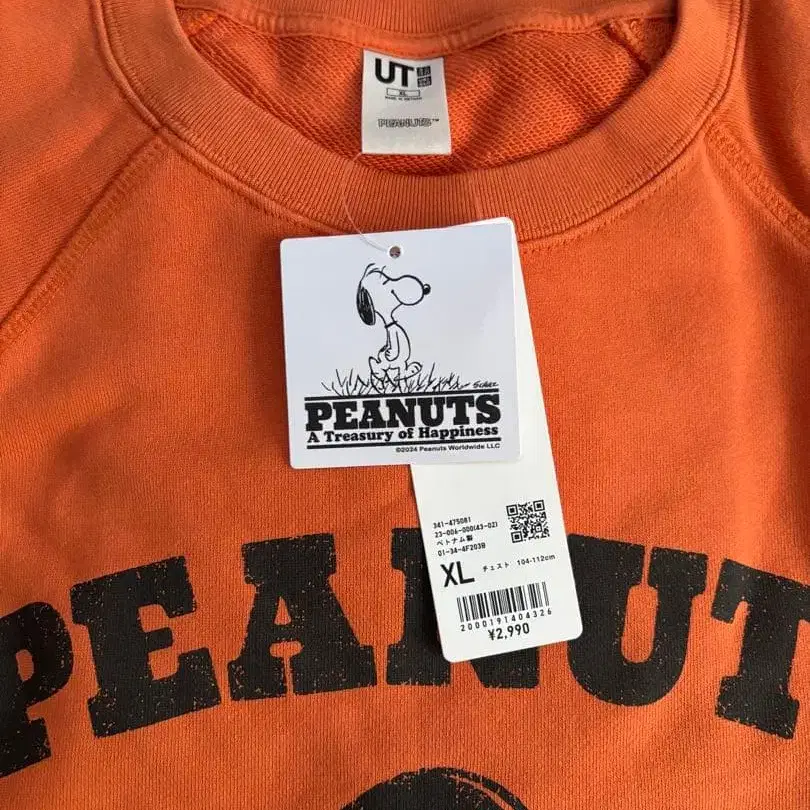 UT
XL
MADE IN VIETNAM
PEANUTS™
SCHULZ
PEANUTS
A Treasury of Happiness
©2024 Peanuts Worldwide LLC
341-475081
23-006-000(43-02)
ベトナム製
01-34-4F203B
XL チェスト 104-112cm
2000191404326
¥2,990
PEANUT